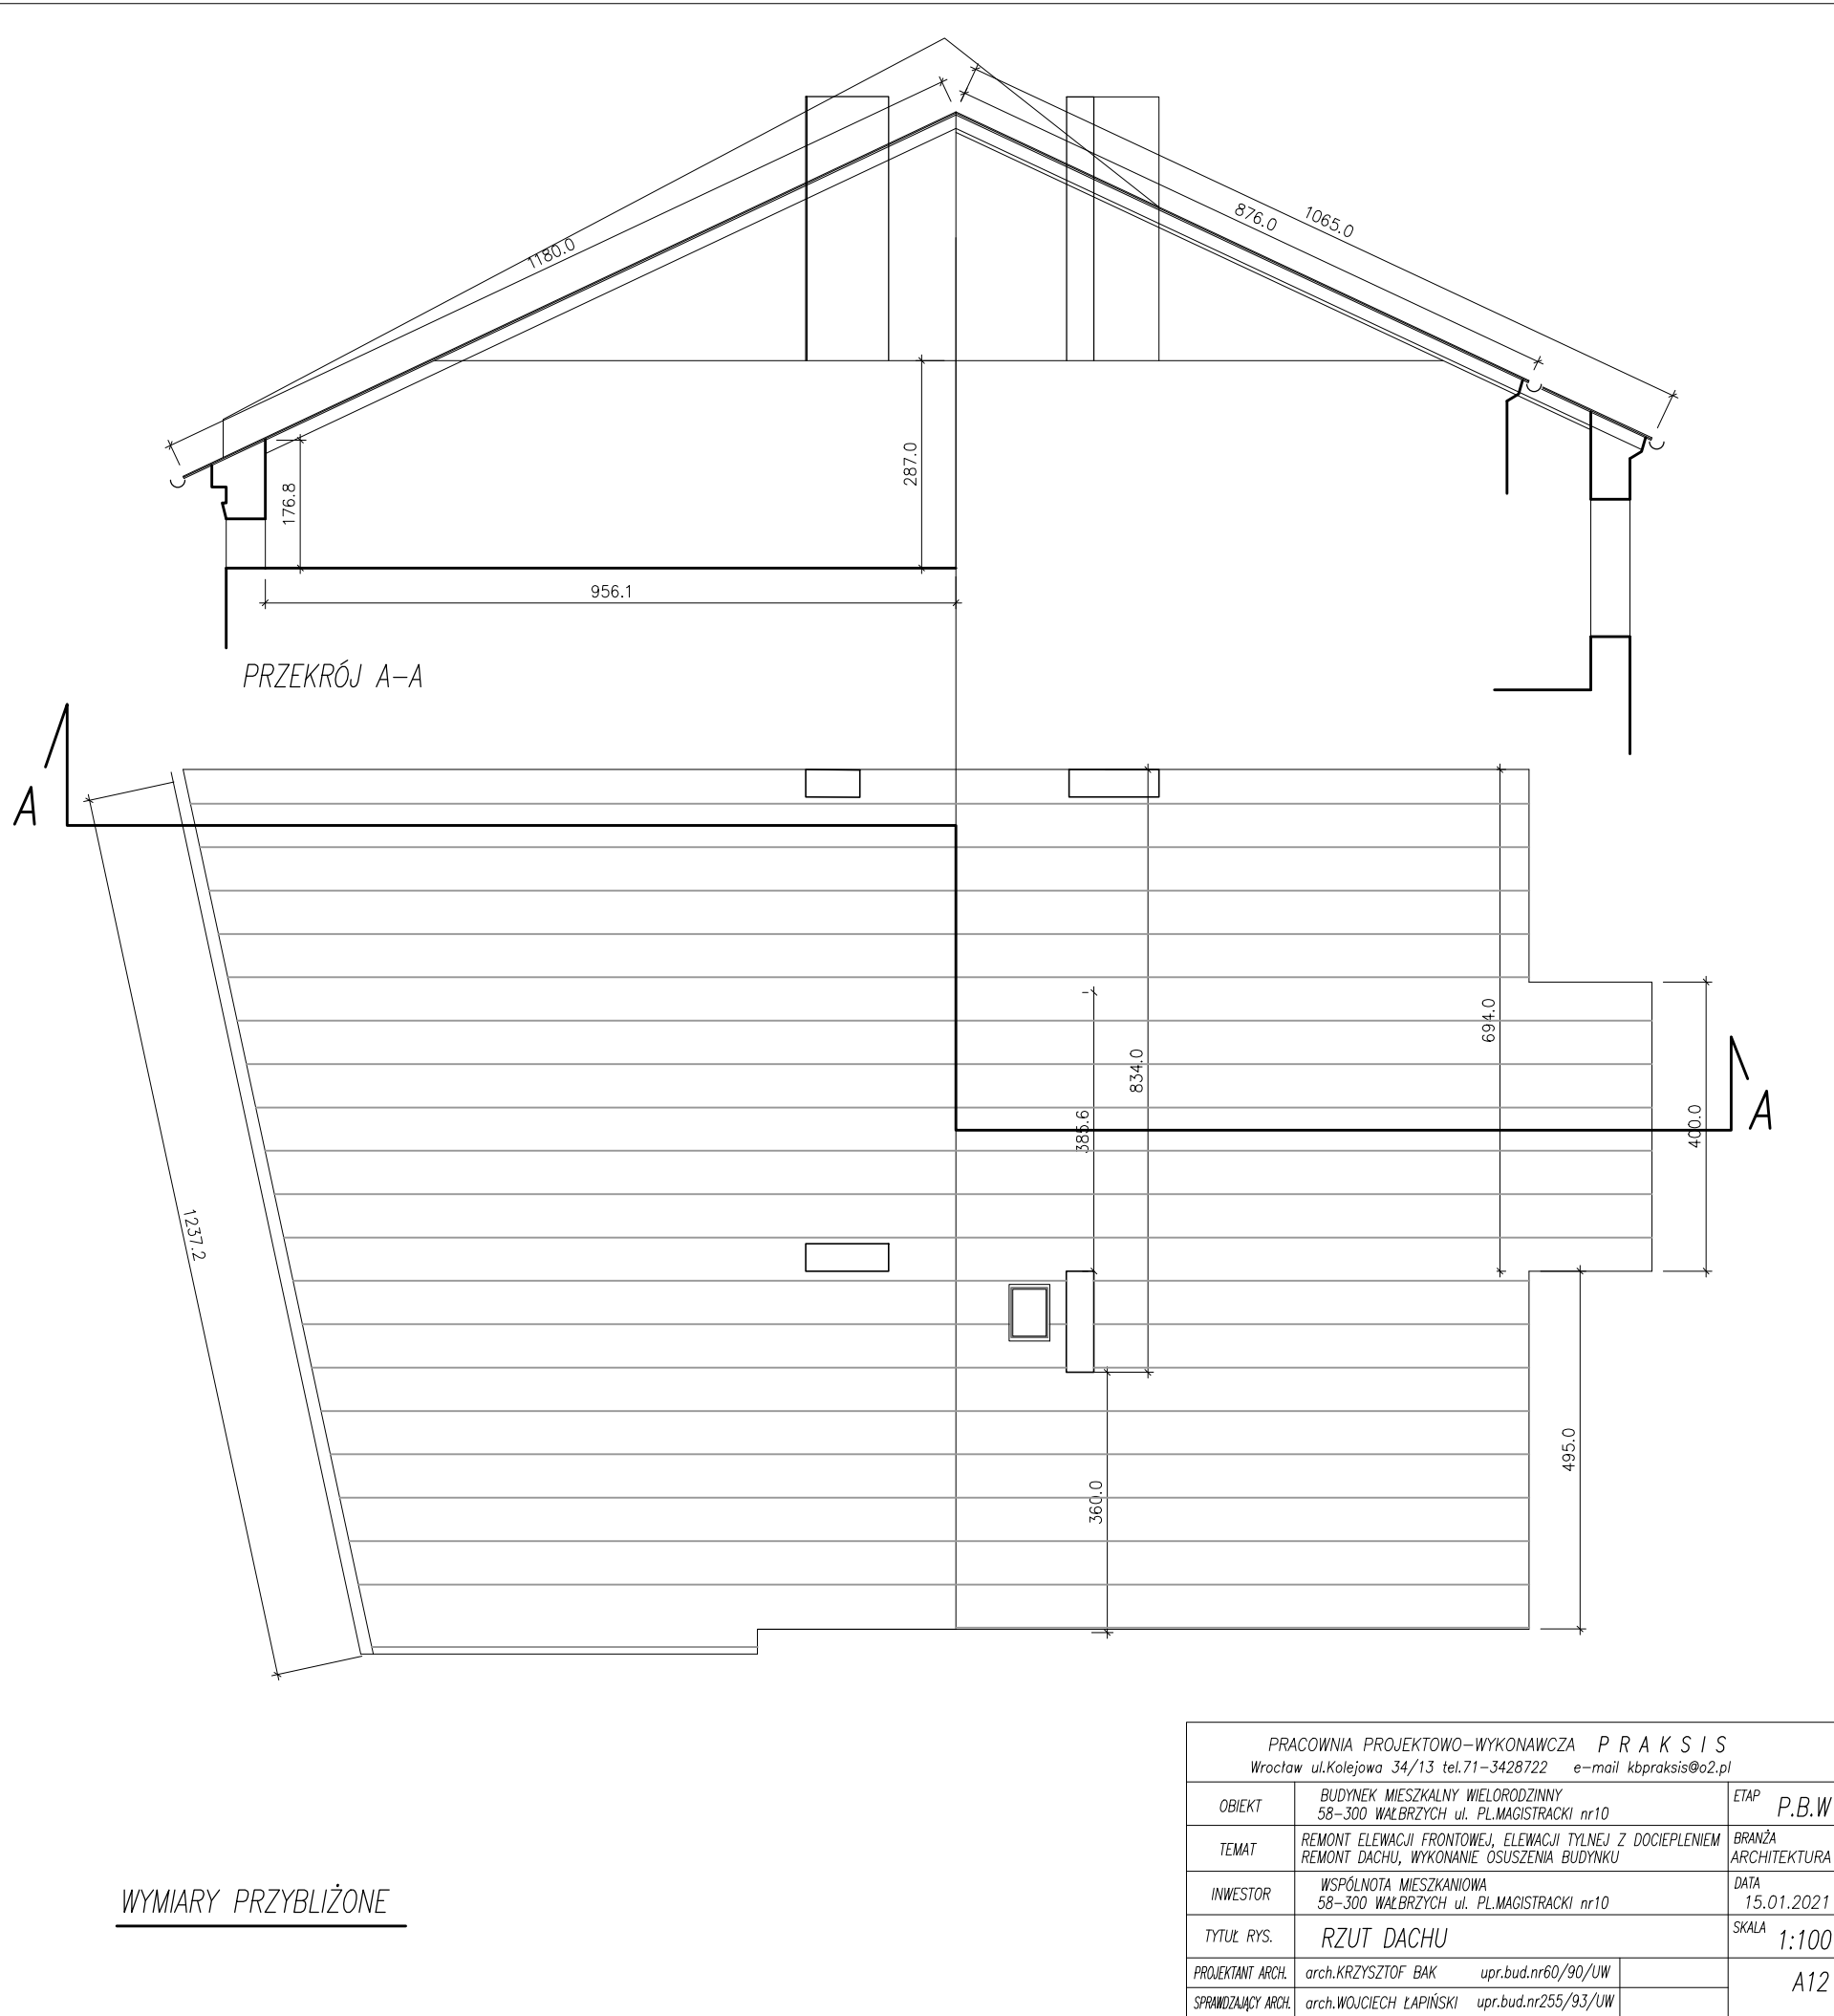 1180.0
876.0
1065.0
287.0
176.8
956.1
PRZEKRÓJ A-A
A
694.0
834.0
385.6
400.0
A
1237.2
495.0
360.0
WYMIARY PRZYBLIŻONE
PRACOWNIA PROJEKTOWO-WYKONAWCZA P R A K S I S
Wrocław ul.Kolejowa 34/13 tel.71-3428722 e-mail kbpraksis@o2.pl
OBIEKT
BUDYNEK MIESZKALNY WIELORODZINNY
58-300 WAŁBRZYCH ul. PL.MAGISTRACKI nr10
ETAP
P.B.W
TEMAT
REMONT ELEWACJI FRONTOWEJ, ELEWACJI TYLNEJ Z DOCIEPLENIEM
REMONT DACHU, WYKONANIE OSUSZENIA BUDYNKU
BRANŻA
ARCHITEKTURA
INWESTOR
WSPÓLNOTA MIESZKANIOWA
58-300 WAŁBRZYCH ul. PL.MAGISTRACKI nr10
DATA
15.01.2021
TYTUŁ RYS.
RZUT DACHU
SKALA
1:100
PROJEKTANT ARCH.
arch.KRZYSZTOF BAK upr.bud.nr60/90/UW
A12
SPRAWDZAJĄCY ARCH.
arch.WOJCIECH ŁAPIŃSKI upr.bud.nr255/93/UW